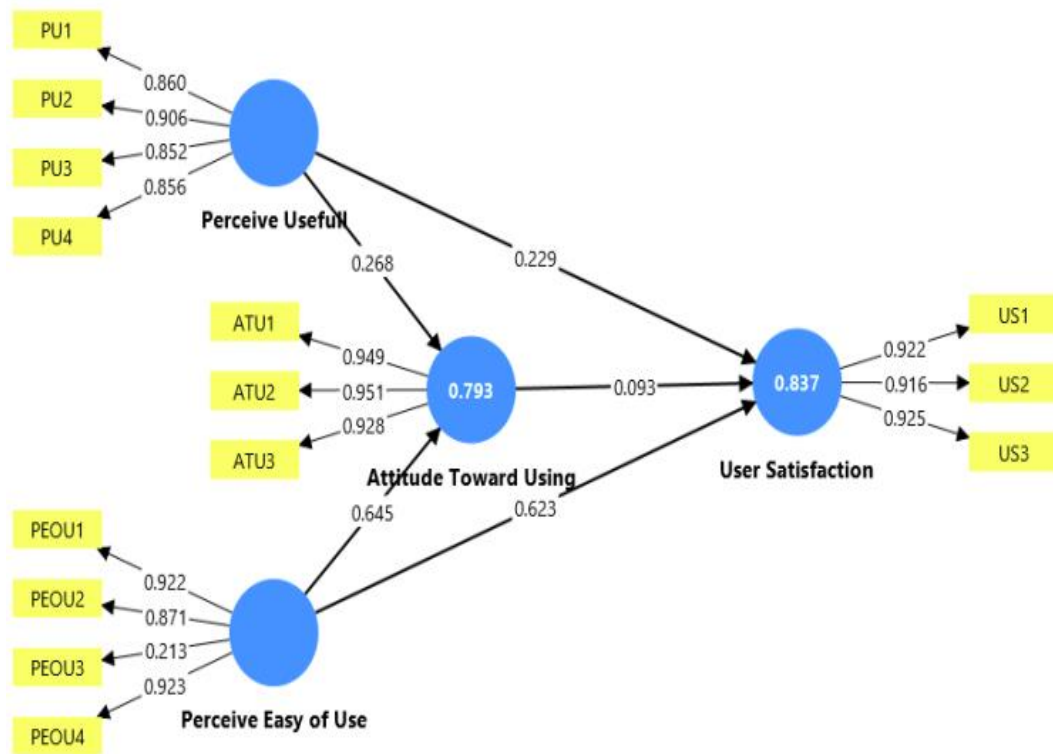 PU1
PU2
PU3
PU4
0.860
0.906
0.852
0.856
Perceive Usefull
0.268
0.229
ATU1
ATU2
ATU3
0.949
0.951
0.928
0.793
Attitude Toward Using
0.093
0.837
User Satisfaction
0.922
0.916
0.925
US1
US2
US3
0.645
0.623
PEOU1
PEOU2
PEOU3
PEOU4
0.922
0.871
0.213
0.923
Perceive Easy of Use